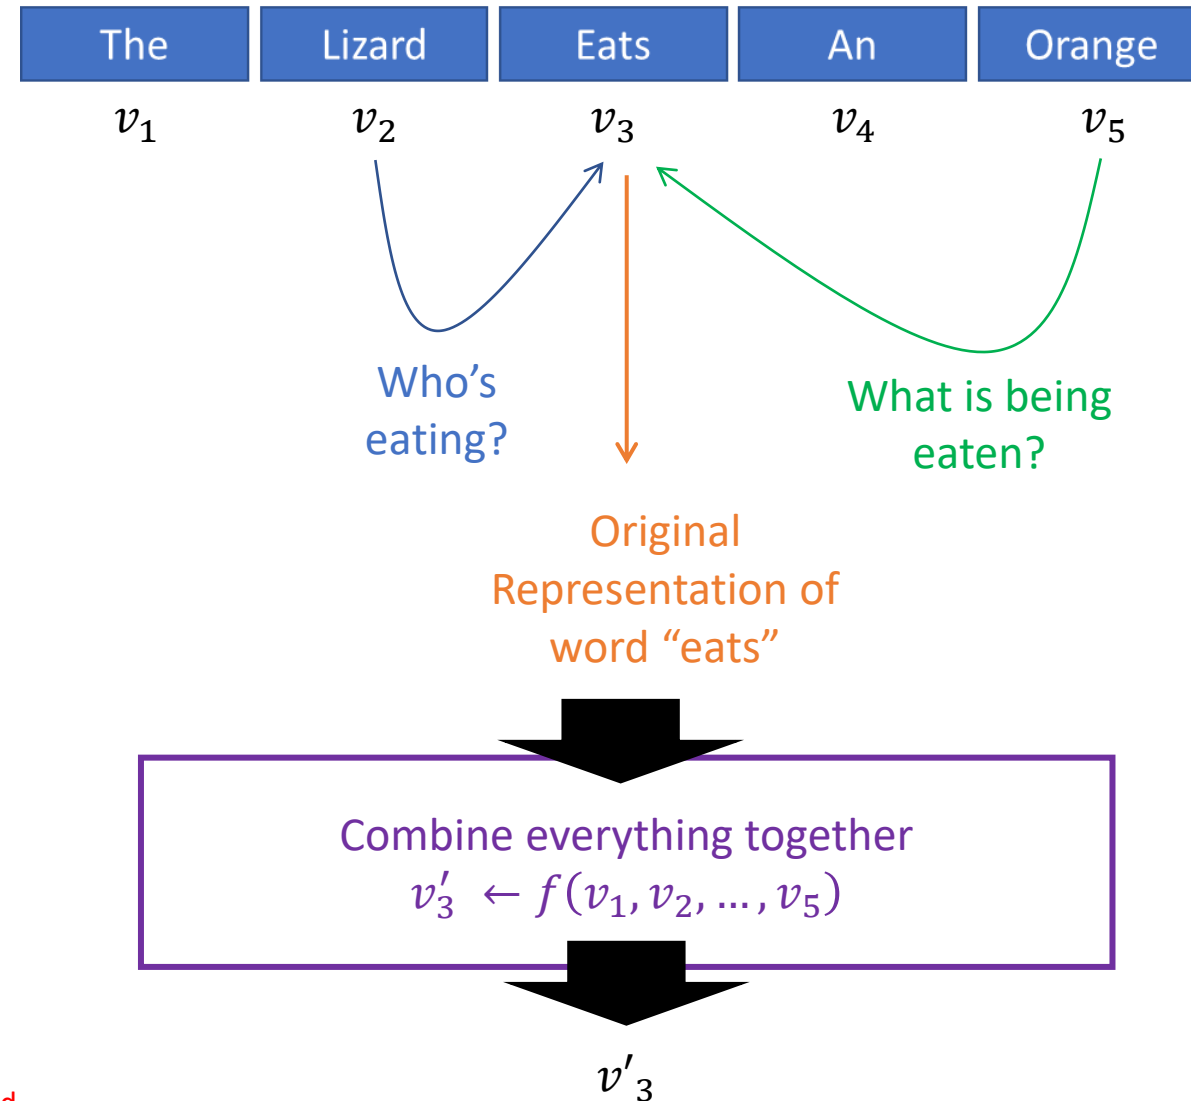 The Lizard Eats An Orange
v₁ v₂ v₃ v₄ v₅
Who's
eating?
What is being
eaten?
Original
Representation of
word “eats”
Combine everything together
v₃′ ← f(v₁, v₂, …, v₅)
v′₃
d